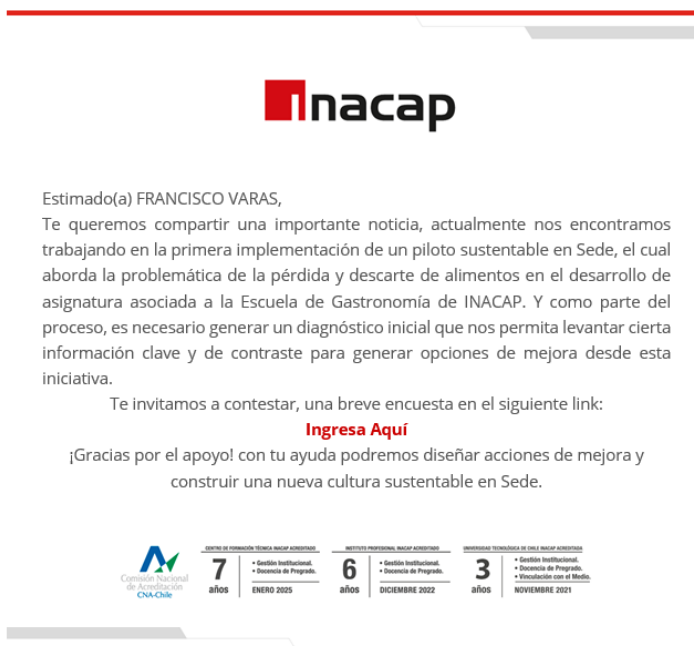 inacap
Estimado(a) FRANCISCO VARAS,
Te queremos compartir una importante noticia, actualmente nos encontramos
trabajando en la primera implementación de un piloto sustentable en Sede, el cual
aborda la problemática de la pérdida y descarte de alimentos en el desarrollo de
asignatura asociada a la Escuela de Gastronomía de INACAP. Y como parte del
proceso, es necesario generar un diagnóstico inicial que nos permita levantar cierta
información clave y de contraste para generar opciones de mejora desde esta
iniciativa.
Te invitamos a contestar, una breve encuesta en el siguiente link:
Ingresa Aquí
¡Gracias por el apoyo! con tu ayuda podremos diseñar acciones de mejora y
construir una nueva cultura sustentable en Sede.
Comisión Nacional
de Acreditación
CNA-Chile
CENTRO DE FORMACIÓN TÉCNICA INACAP ACREDITADO
7
años
• Gestión Institucional.
• Docencia de Pregrado.
ENERO 2025
INSTITUTO PROFESIONAL INACAP ACREDITADO
6
años
• Gestión Institucional.
• Docencia de Pregrado.
DICIEMBRE 2022
UNIVERSIDAD TECNOLÓGICA DE CHILE INACAP ACREDITADA
3
años
• Gestión Institucional.
• Docencia de Pregrado.
• Vinculación con el Medio.
NOVIEMBRE 2021